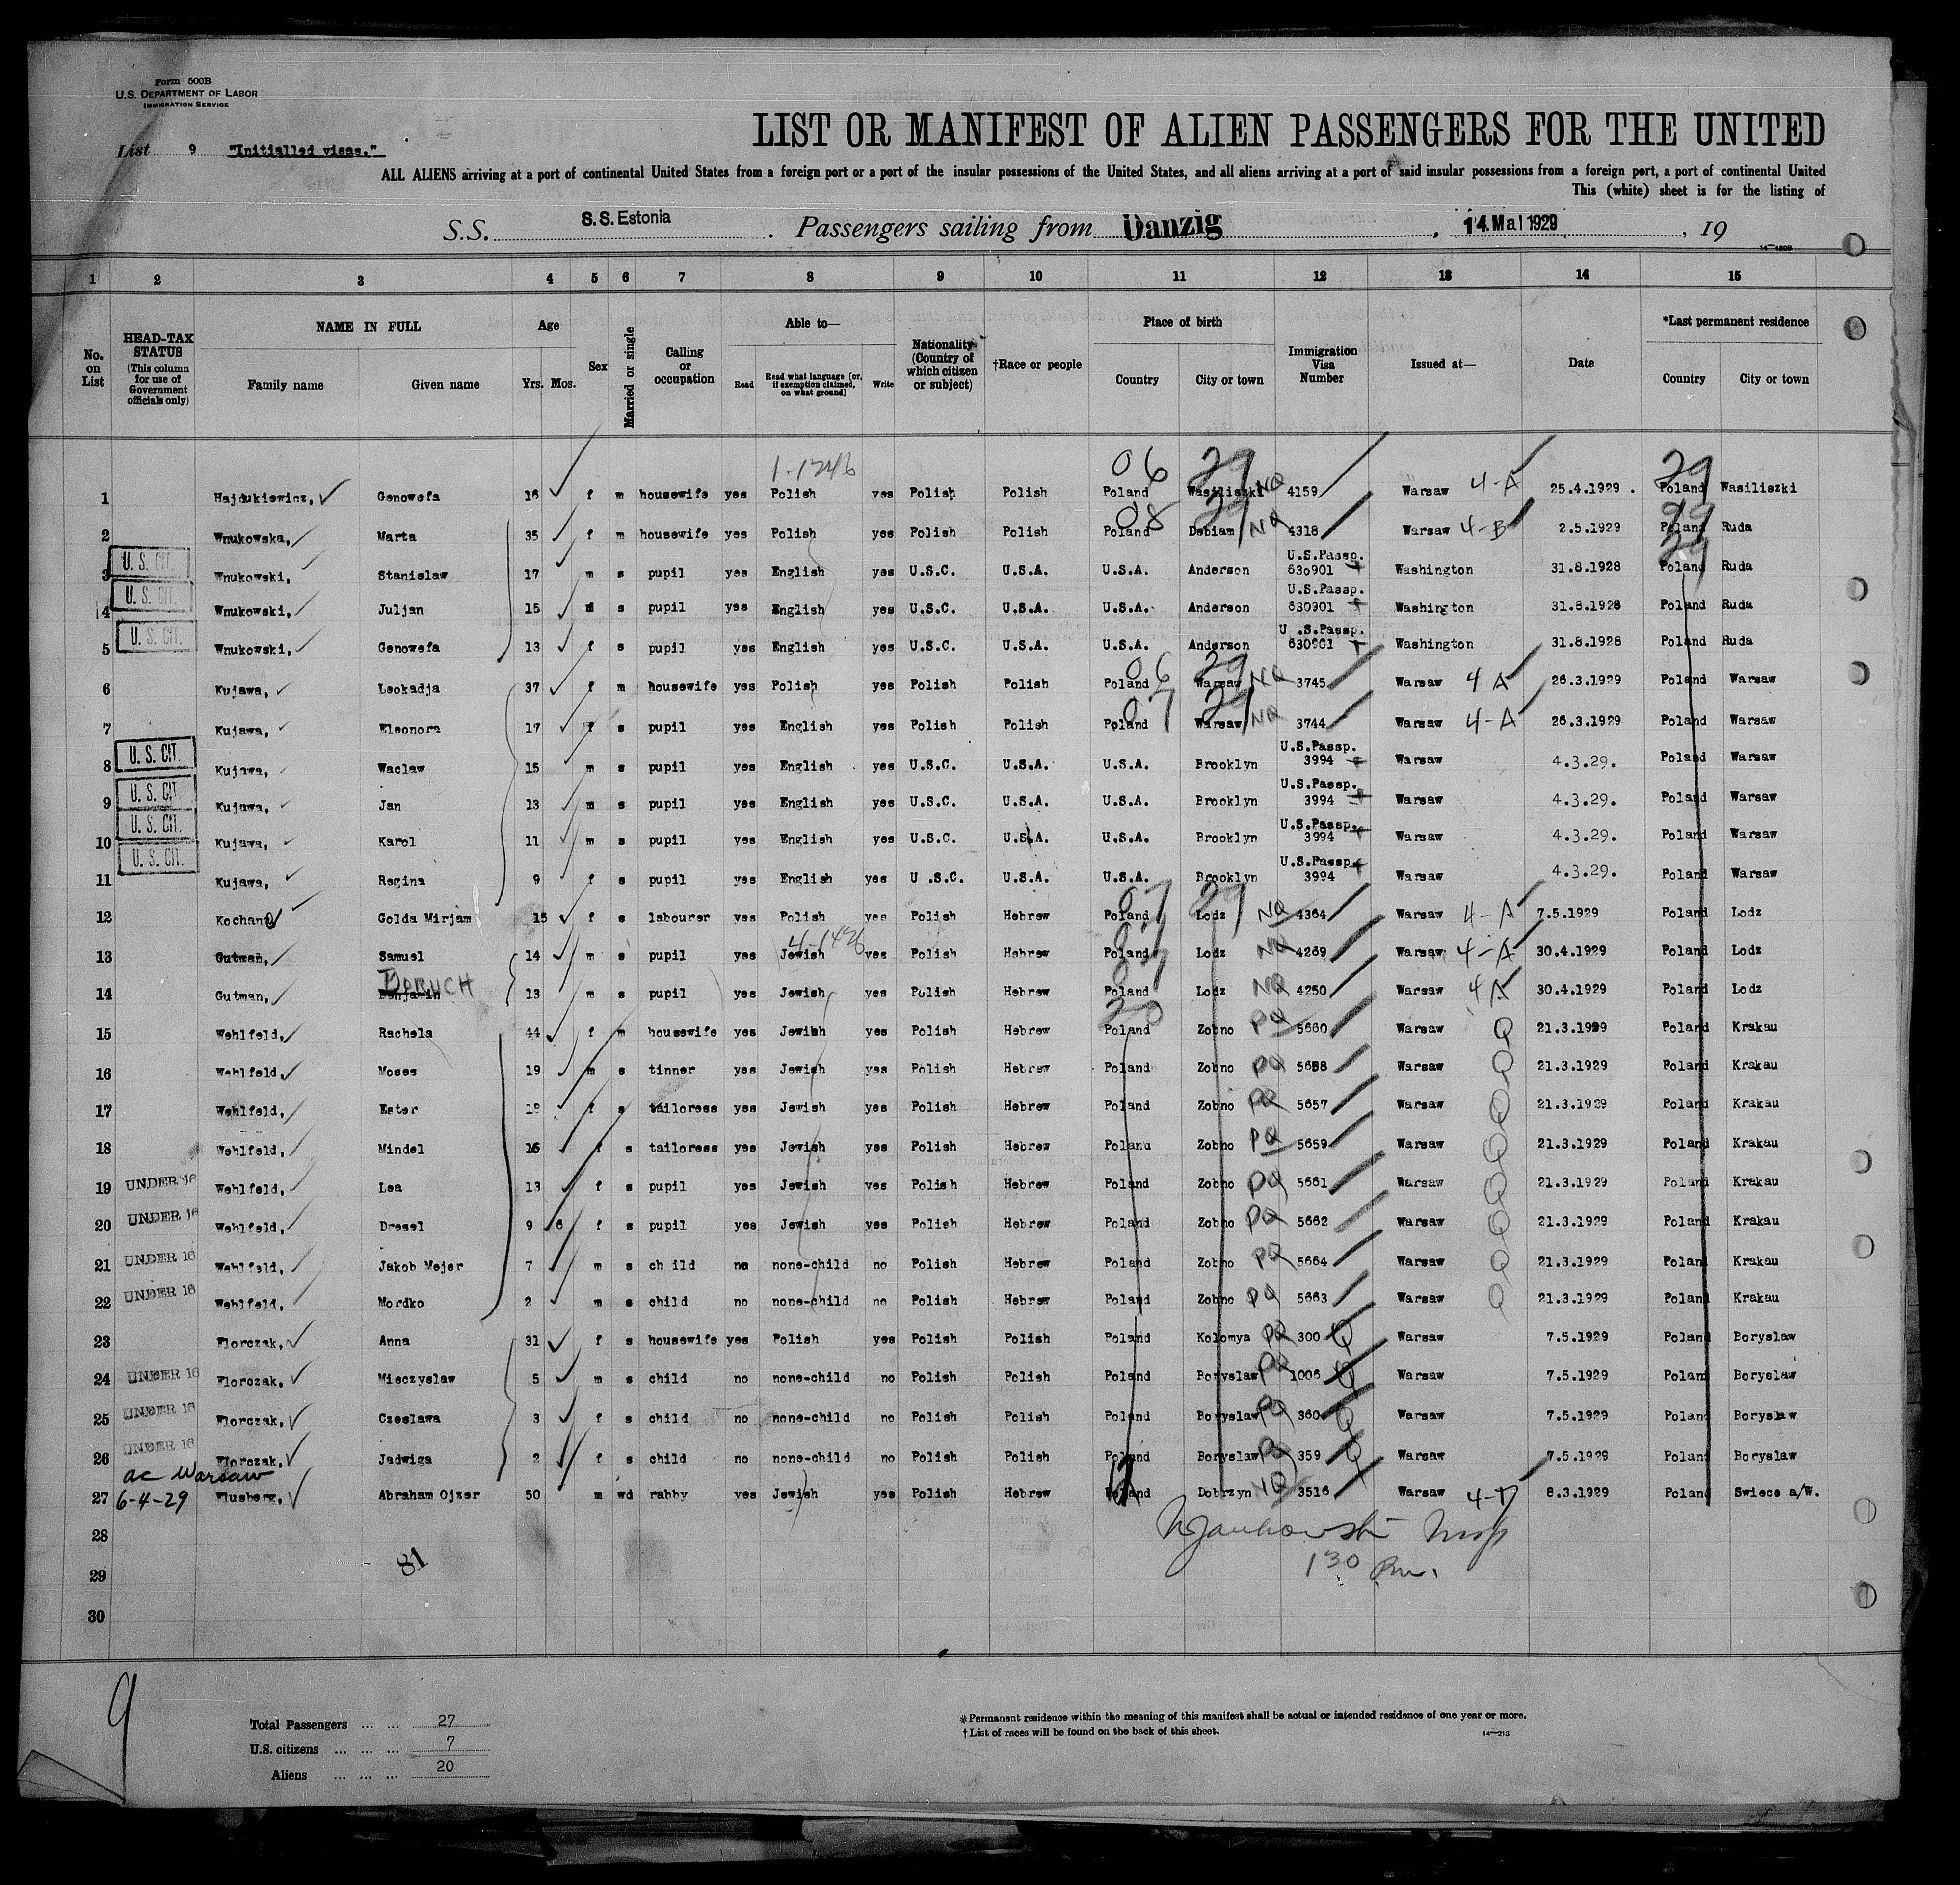 Form 500B
U.S. DEPARTMENT OF LABOR
IMMIGRATION SERVICE
List 9 "Initialled visas."
LIST OR MANIFEST OF ALIEN PASSENGERS FOR THE UNITED
ALL ALIENS arriving at a port of continental United States from a foreign port or a port of the insular possessions of the United States, and all aliens arriving at a port of said insular possessions from a foreign port, a port of continental United
This (white) sheet is for the listing of
S.S. S.S. Estonia . Passengers sailing from Danzig , 14. Mai 1929 , 19
14—480B
1 2 3 4 5 6 7 8 9 10 11 12 13 14 15
No. on List
HEAD-TAX STATUS (This column for use of Government officials only)
NAME IN FULL Family name Given name
Age Yrs. Mos.
Sex
Married or single
Calling or occupation
Able to— Read Read what language [or, if exemption claimed, on what ground] Write
Nationality (Country of which citizen or subject)
†Race or people
Place of birth Country City or town
Immigration Visa Number
Issued at—
Date
*Last permanent residence Country City or town
1-1246 06 29 29
1 Hajdukiewicz, Genowefa 16 f m housewife yes Polish yes Polish Polish Poland Wasiliszki NQ 4159 Warsaw 4-A 25.4.1929. Poland Wasiliszki
08 29 29
2 Wnukowska, Marta 35 f m housewife yes Polish yes Polish Polish Poland Debiam NQ 4318 Warsaw 4-B 2.5.1929 Poland Ruda
29
U. S. CIT. 3 Wnukowski, Stanislaw 17 m s pupil yes English yes U.S.C. U.S.A. U.S.A. Anderson U.S.Passp. 630901 Washington 31.8.1928 Poland Ruda
U. S. CIT. 4 Wnukowski, Juljan 15 s pupil yes English yes U.S.C. U.S.A. U.S.A. Anderson U.S.Passp. 630901 Washington 31.8.1928 Poland Ruda
U. S. CIT. 5 Wnukowski, Genowefa 13 f s pupil yes English yes U.S.C. U.S.A. U.S.A. Anderson U.S.Passp. 630901 Washington 31.8.1928 Poland Ruda
06 29
6 Kujawa, Leokadja 37 f m housewife yes Polish yes Polish Polish Poland Warsaw NQ 3745 Warsaw 4 A 26.3.1929 Poland Warsaw
07 29
7 Kujawa, Eleonora 17 f s pupil yes English yes Polish Polish Poland Warsaw NQ 3744 Warsaw 4-A 26.3.1929 Poland Warsaw
U. S. CIT. 8 Kujawa, Waclaw 15 m s pupil yes English yes U.S.C. U.S.A. U.S.A. Brooklyn U.S.Passp. 3994 Warsaw 4.3.29. Poland Warsaw
U. S. CIT. 9 Kujawa, Jan 13 m s pupil yes English yes U.S.C. U.S.A. U.S.A. Brooklyn U.S.Passp. 3994 Warsaw 4.3.29. Poland Warsaw
U. S. CIT. 10 Kujawa, Karol 11 m s pupil yes English yes U.S.C. U.S.A. U.S.A. Brooklyn U.S.Passp. 3994 Warsaw 4.3.29. Poland Warsaw
U. S. CIT. 11 Kujawa, Regina 9 f s pupil yes English yes U.S.C. U.S.A. U.S.A. Brooklyn U.S.Passp. 3994 Warsaw 4.3.29. Poland Warsaw
07 29
12 Golda Mirjam 15 f s labourer yes Polish yes Polish Hebrew Poland Lodz NQ 4364 Warsaw 4-A 7.5.1929 Poland Lodz
4-1426
13 Gutman, Samuel 14 m s pupil yes Jewish yes Polish Hebrew Poland Lodz NQ 4269 Warsaw 4-A 30.4.1929 Poland Lodz
BORUCH
14 Gutman, Benjamin 13 m s pupil yes Jewish yes Polish Hebrew Poland Lodz NQ 4250 Warsaw 4 A 30.4.1929 Poland Lodz
20
15 Wehlfeld, Rachela 44 f m housewife yes Jewish yes Polish Hebrew Poland Zobno PQ 5660 Warsaw Q 21.3.1929 Poland Krakau
16 Wehlfeld, Moses 19 m s tinner yes Jewish yes Polish Hebrew Poland Zobno PQ 5658 Warsaw Q 21.3.1929 Poland Krakau
17 Wehlfeld, Ester f s tailoress yes Jewish yes Polish Hebrew Poland Zobno PQ 5657 Warsaw Q 21.3.1929 Poland Krakau
18 Wehlfeld, Mindel 16 f s tailoress yes Jewish yes Polish Hebrew Poland Zobno PQ 5659 Warsaw Q 21.3.1929 Poland Krakau
19 UNDER 16 Wehlfeld, Lea 13 f s pupil yes Jewish yes Polish Hebrew Poland Zobno PQ 5661 Warsaw Q 21.3.1929 Poland Krakau
20 UNDER 16 Wehlfeld, Dresel 9 6 f s pupil yes Jewish yes Polish Hebrew Poland Zobno PQ 5662 Warsaw Q 21.3.1929 Poland Krakau
21 UNDER 16 Wehlfeld, Jakob Mejer 7 m s child no none-child no Polish Hebrew Poland Zobno PQ 5664 Warsaw Q 21.3.1929 Poland Krakau
22 UNDER 16 Wehlfeld, Mordko 2 m s child no none-child no Polish Hebrew Poland Zobno PQ 5663 Warsaw Q 21.3.1929 Poland Krakau
23 Florczak, Anna 31 f s housewife yes Polish yes Polish Polish Poland Kolomya PQ 300 Q Warsaw 7.5.1929 Poland Boryslaw
24 UNDER 16 Florczak, Mieczyslaw 5 m s child no none-child no Polish Polish Poland Boryslaw PQ 1006 Q Warsaw 7.5.1929 Poland Boryslaw
25 UNDER 16 Florczak, Czeslawa 3 f s child no none-child no Polish Polish Poland Boryslaw PQ 360 Q Warsaw 7.5.1929 Poland Boryslaw
26 UNDER 16 Florczak, Jadwiga 2 f s child no none-child no Polish Polish Poland Boryslaw PQ 359 Q Warsaw 7.5.1929 Poland Boryslaw
ac Warsaw
27 6-4-29 Flusberg, Abraham Ojzer 50 m wd rabby yes Jewish yes Polish Hebrew Poland Dobrzyn NQ 3516 Warsaw 8.3.1929 Poland Swiece a/W.
28
29 81 1 30 Pm.
30
9
Total Passengers ... ... 27
U.S. citizens ... ... ... 7
Aliens ... ... ... 20
*Permanent residence within the meaning of this manifest shall be actual or intended residence of one year or more.
†List of races will be found on the back of this sheet. 14—213